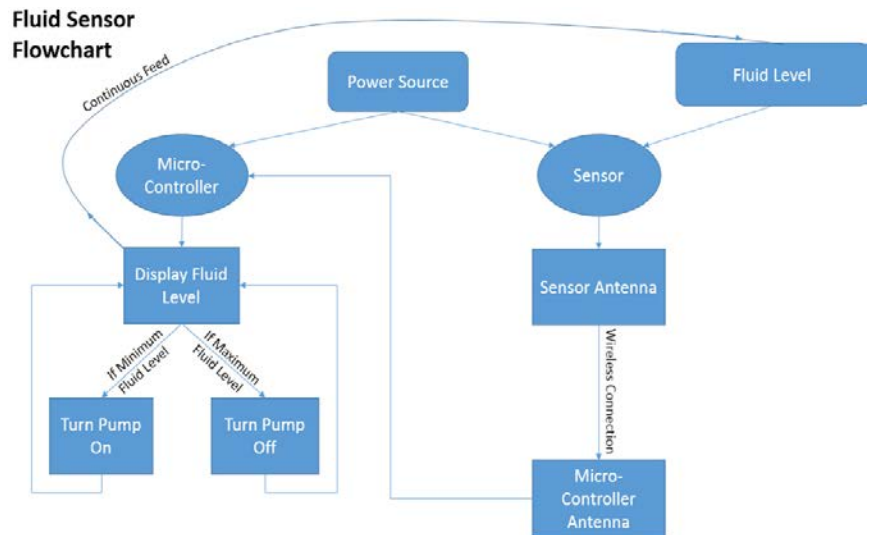 Fluid Sensor
Flowchart
Continuous Feed
Power Source
Fluid Level
Micro-
Controller
Sensor
Display Fluid
Level
Sensor Antenna
If Minimum
Fluid Level
If Maximum
Fluid Level
Wireless Connection
Turn Pump
On
Turn Pump
Off
Micro-
Controller
Antenna